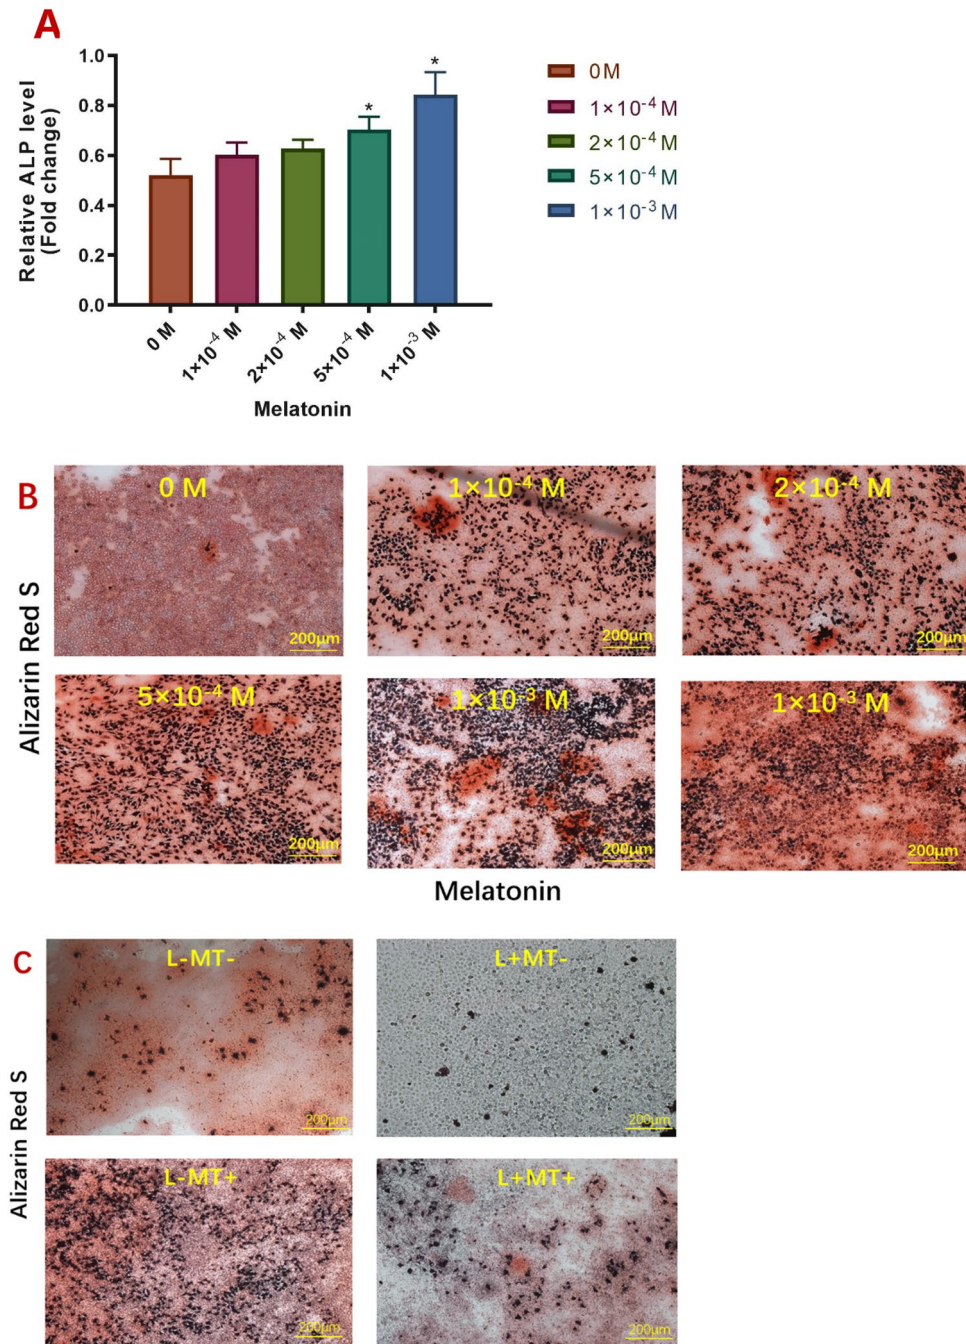 A
Relative ALP level
(Fold change)
1.0
0.8
0.6
0.4
0.2
0.0
*
*
0 M
1×10⁻⁴ M
2×10⁻⁴ M
5×10⁻⁴ M
1×10⁻³ M
Melatonin
0M
1×10⁻⁴ M
2×10⁻⁴ M
5×10⁻⁴ M
1×10⁻³ M
B
Alizarin Red S
0 M
200μm
1×10⁻⁴ M
200μm
2×10⁻⁴ M
200μm
5×10⁻⁴ M
200μm
1×10⁻³ M
200μm
1×10⁻³ M
200μm
Melatonin
C
Alizarin Red S
L-MT-
200μm
L+MT-
200μm
L-MT+
200μm
L+MT+
200μm